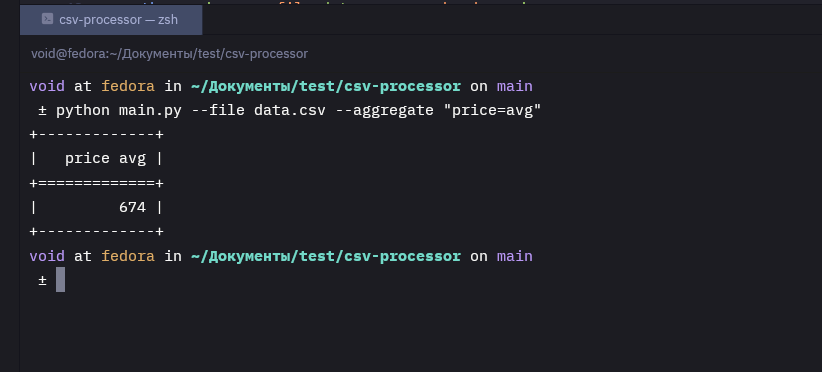 csv-processor — zsh
void@fedora:~/Документы/test/csv-processor
void at fedora in ~/Документы/test/csv-processor on main
± python main.py --file data.csv --aggregate "price=avg"
+-------------+
|   price avg |
+=============+
|         674 |
+-------------+
void at fedora in ~/Документы/test/csv-processor on main
±